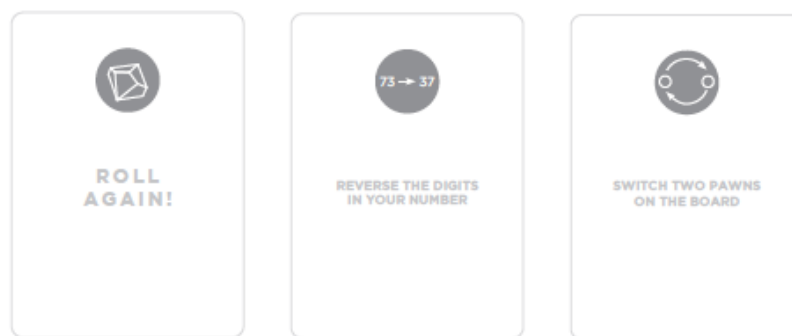 ROLL
AGAIN!
73 → 37
REVERSE THE DIGITS
IN YOUR NUMBER
SWITCH TWO PAWNS
ON THE BOARD